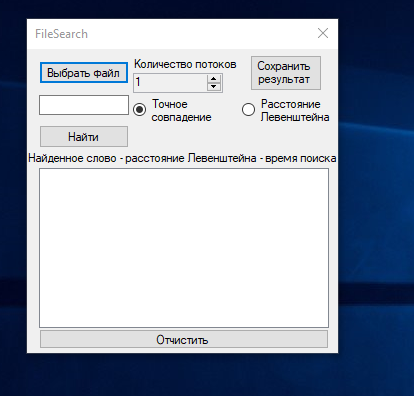 FileSearch
Выбрать файл
Количество потоков
1
Сохранить
результат
Точное
совпадение
Расстояние
Левенштейна
Найти
Найденное слово - расстояние Левенштейна - время поиска
Отчистить